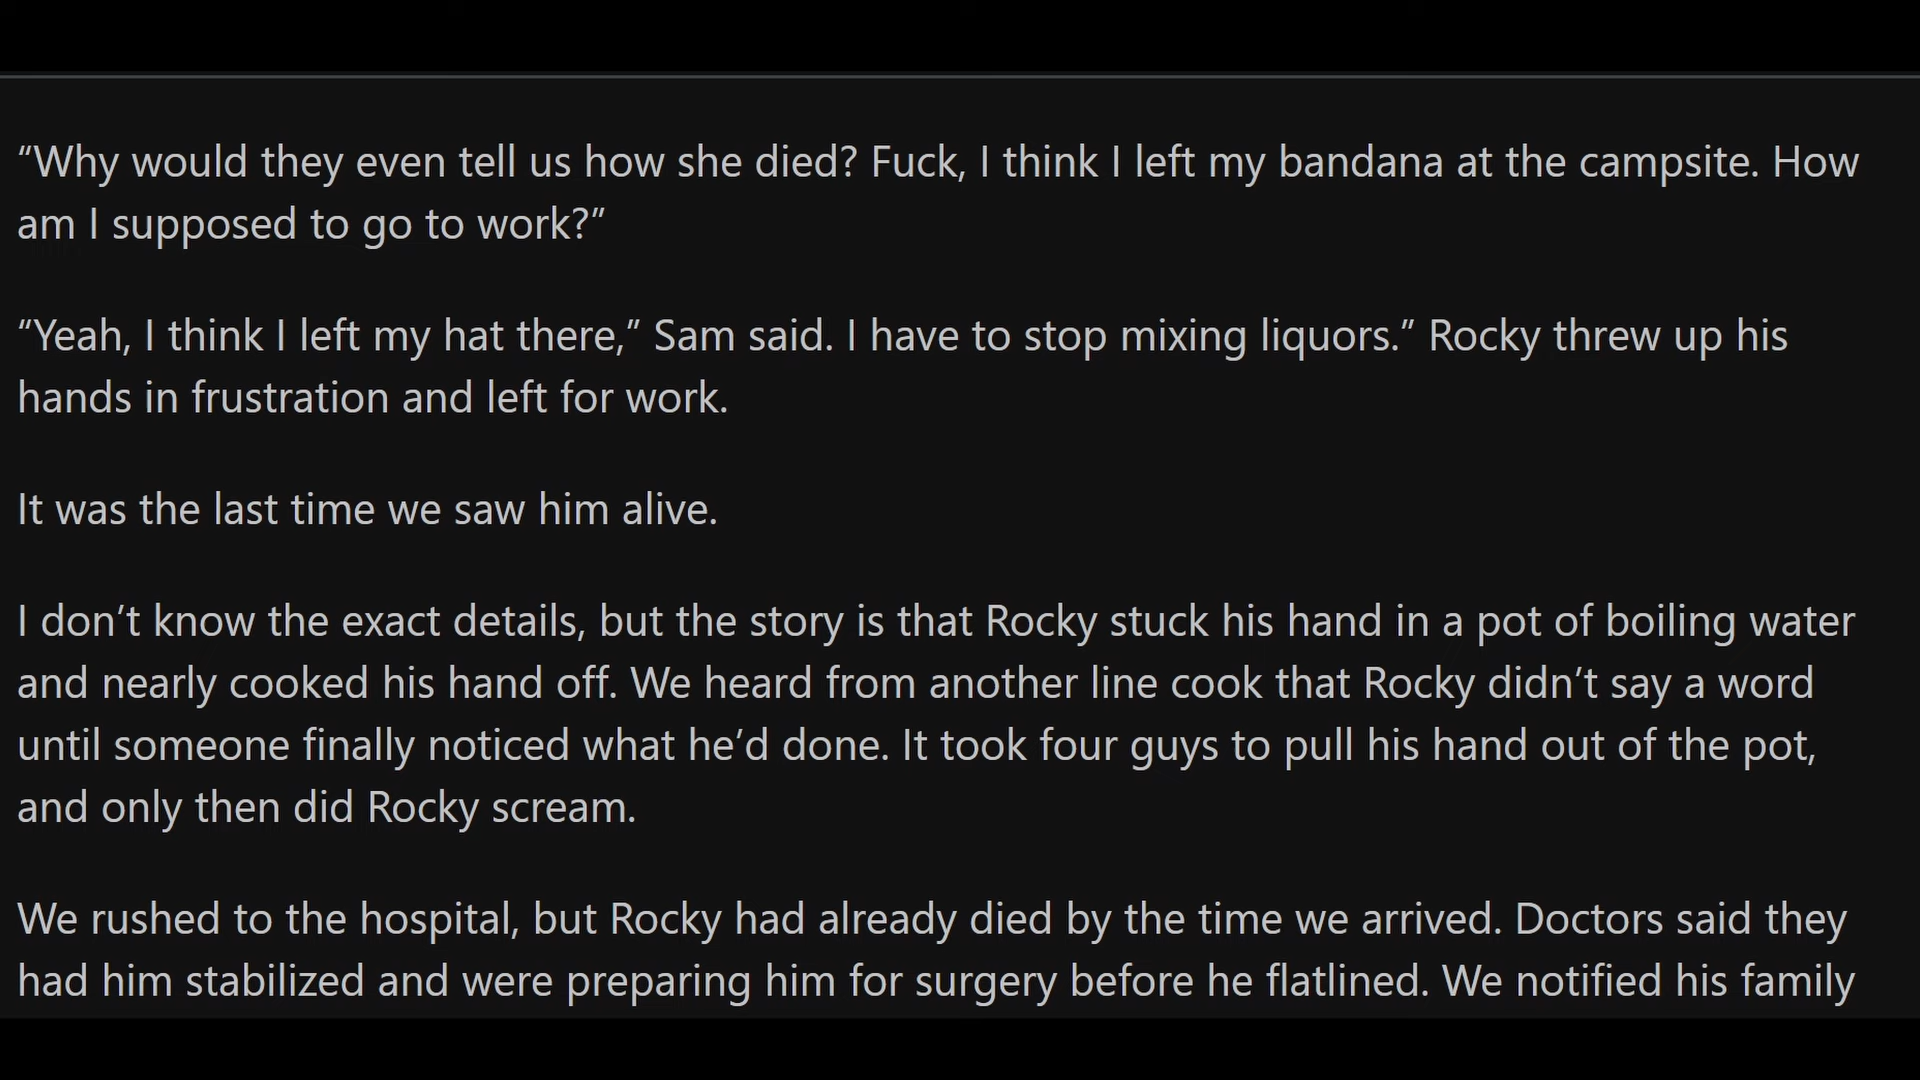 “Why would they even tell us how she died? Fuck, I think I left my bandana at the campsite. How
am I supposed to go to work?”
“Yeah, I think I left my hat there,” Sam said. I have to stop mixing liquors.” Rocky threw up his
hands in frustration and left for work.
It was the last time we saw him alive.
I don’t know the exact details, but the story is that Rocky stuck his hand in a pot of boiling water
and nearly cooked his hand off. We heard from another line cook that Rocky didn’t say a word
until someone finally noticed what he’d done. It took four guys to pull his hand out of the pot,
and only then did Rocky scream.
We rushed to the hospital, but Rocky had already died by the time we arrived. Doctors said they
had him stabilized and were preparing him for surgery before he flatlined. We notified his family